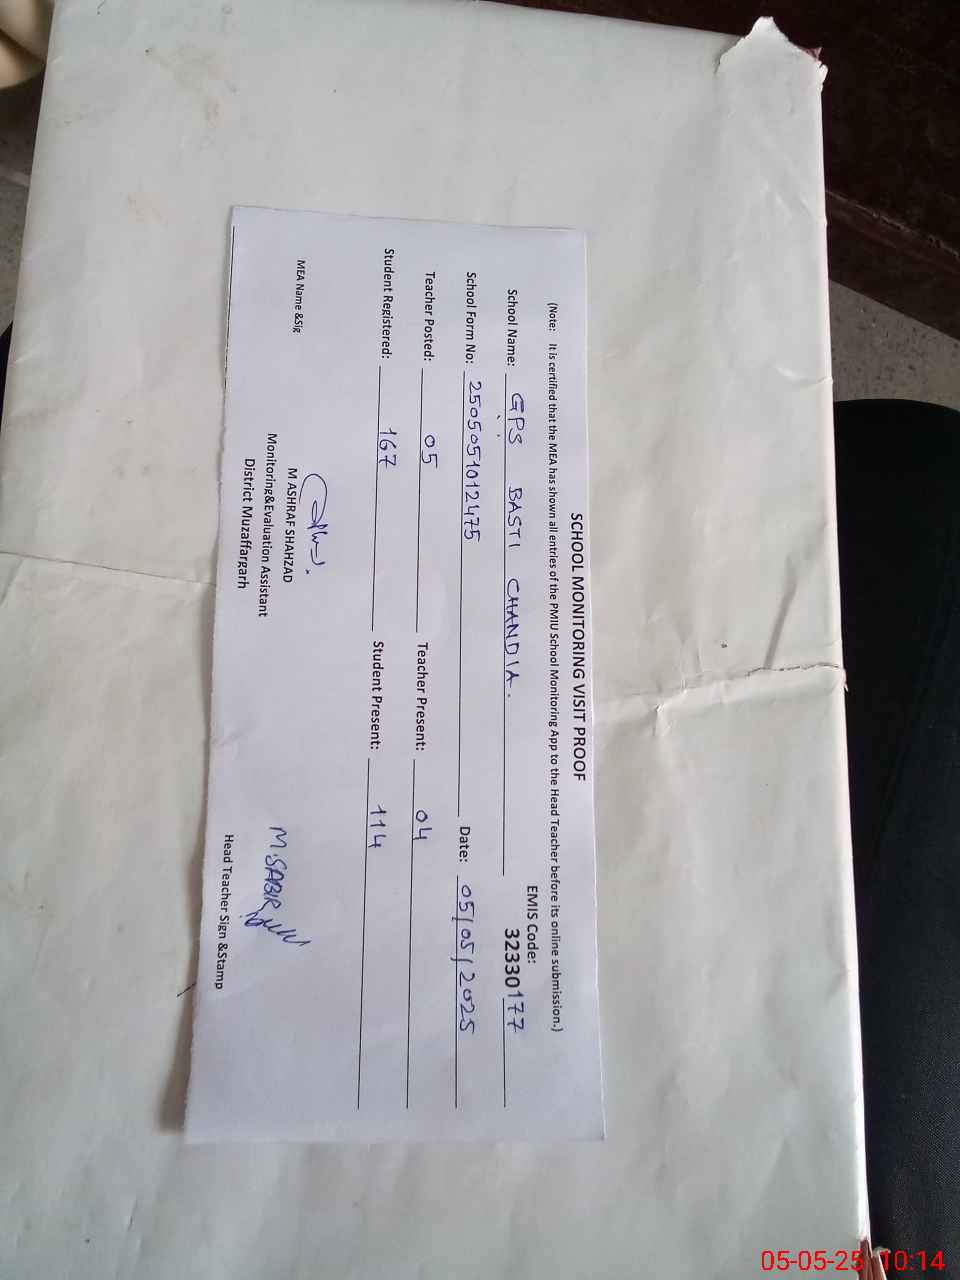 SCHOOL MONITORING VISIT PROOF
(Note: It is certified that the MEA has shown all entries of the PMIU School Monitoring App to the Head Teacher before its online submission.)
School Name: GPS BASTI CHANDIA. EMIS Code: 32330177
School Form No: 2505051012475 Date: 05/05/2025
Teacher Posted: 05 Teacher Present: 04
Student Registered: 167 Student Present: 114
MEA Name &Sig
M ASHRAF SHAHZAD
Monitoring&Evaluation Assistant
District Muzaffargarh
M.SABIR
Head Teacher Sign &Stamp
05-05-25 10:14